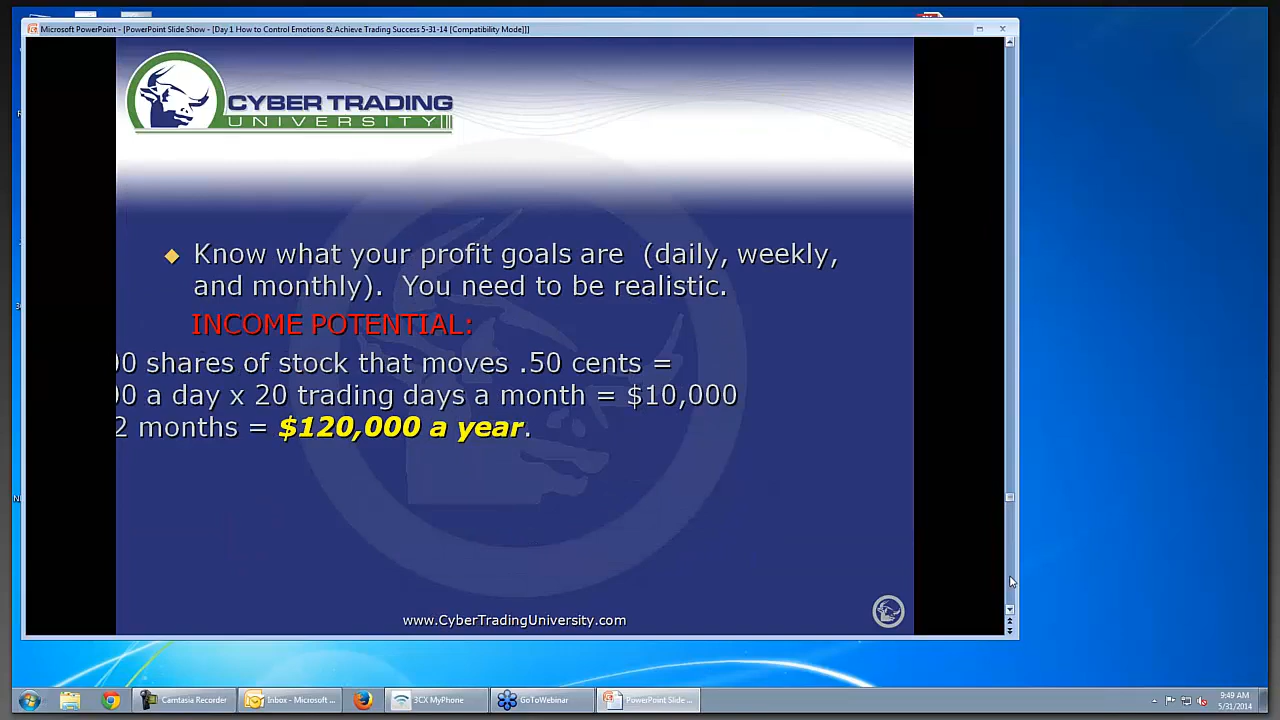 Microsoft PowerPoint - [PowerPoint Slide Show - [Day 1 How to Control Emotions & Achieve Trading Success 5-31-14 [Compatibility Mode]]]
CYBER TRADING
UNIVERSITY
Know what your profit goals are (daily, weekly,
and monthly). You need to be realistic.
INCOME POTENTIAL:
00 shares of stock that moves .50 cents =
00 a day x 20 trading days a month = $10,000
2 months = $120,000 a year.
www.CyberTradingUniversity.com
Camtasia Recorder
Inbox - Microsoft ...
3CX MyPhone
GoToWebinar
PowerPoint Slide ...
9:49 AM
5/31/2014